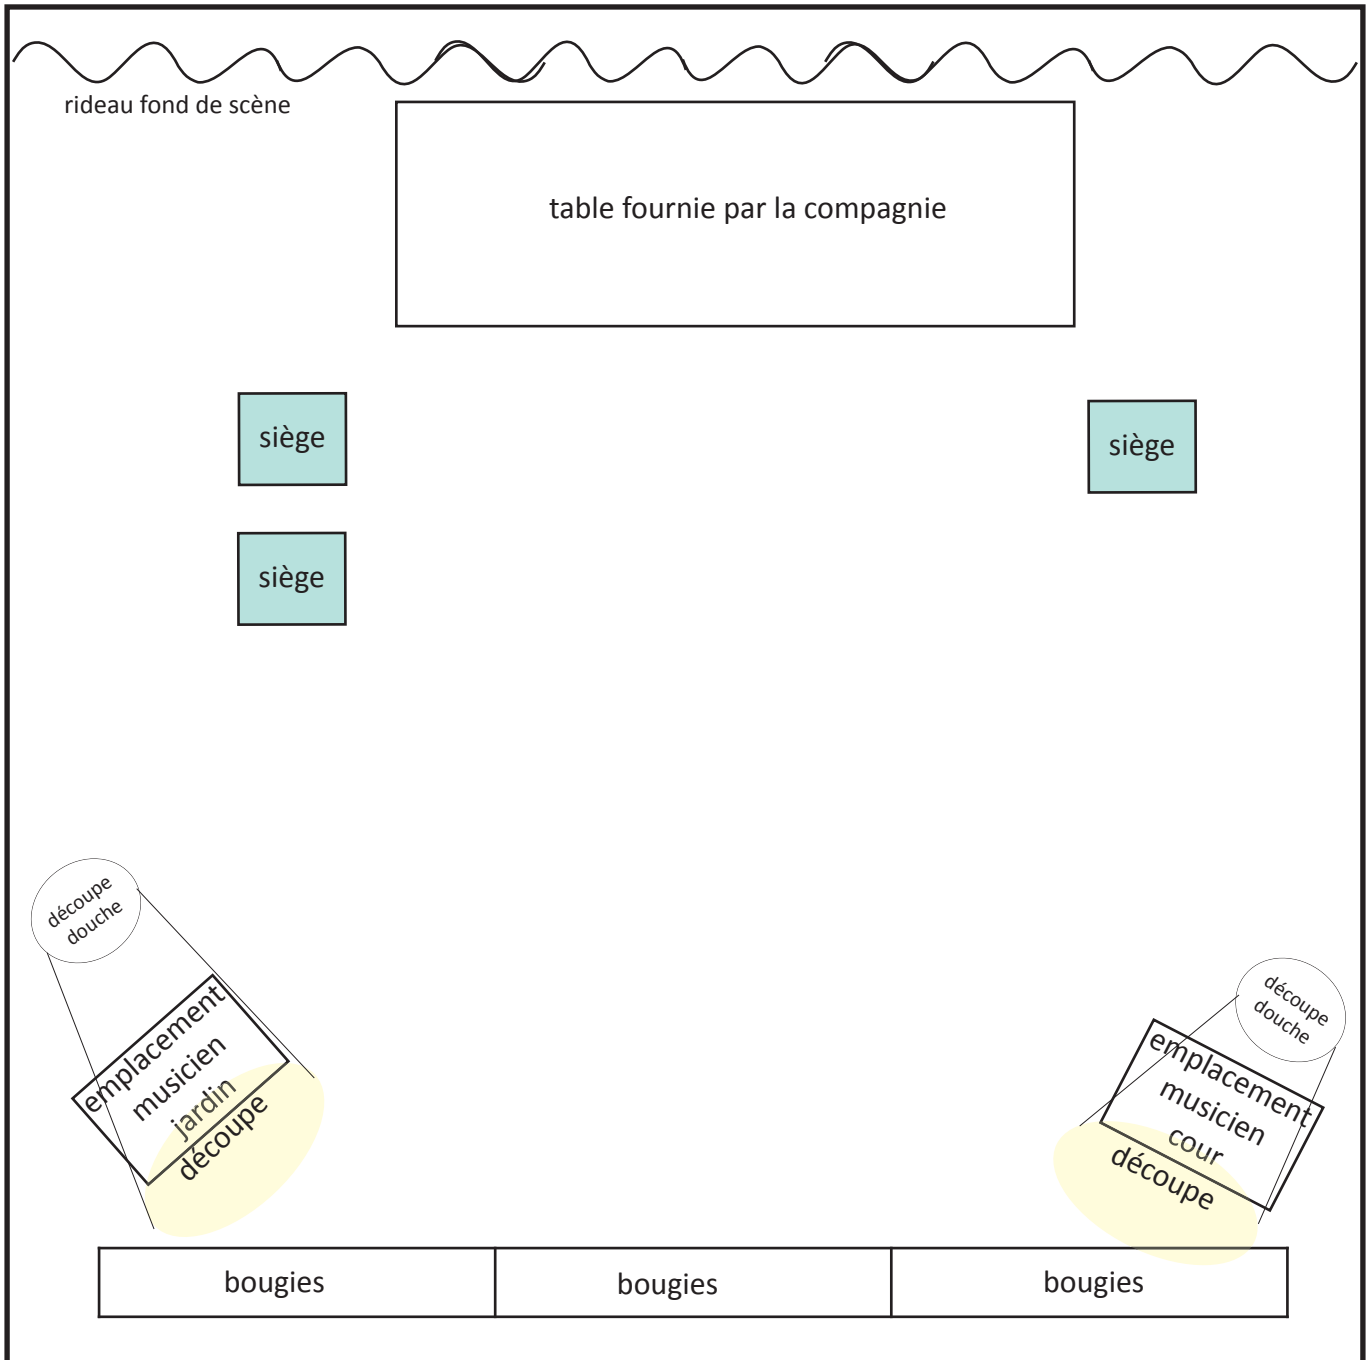 rideau fond de scène
table fournie par la compagnie
siège
siège
siège
découpe
douche
emplacement
musicien
jardin
découpe
découpe
douche
emplacement
musicien
cour
découpe
bougies
bougies
bougies